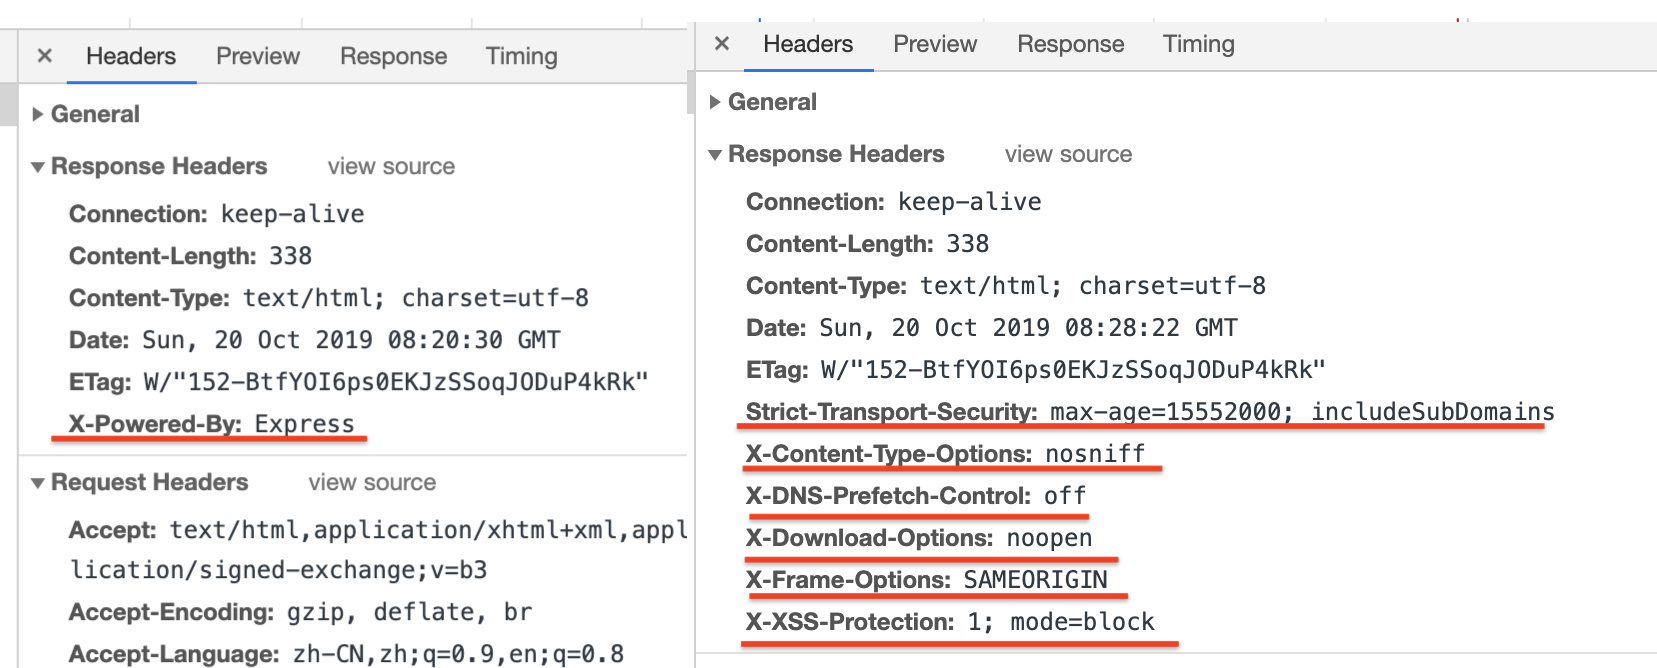 Headers Preview Response Timing
General
Response Headers view source
Connection: keep-alive
Content-Length: 338
Content-Type: text/html; charset=utf-8
Date: Sun, 20 Oct 2019 08:20:30 GMT
ETag: W/"152-BtfYOI6ps0EKJzSSoqJODuP4kRk"
X-Powered-By: Express
Request Headers view source
Accept: text/html,application/xhtml+xml,appl
lication/signed-exchange;v=b3
Accept-Encoding: gzip, deflate, br
Accept-Language: zh-CN,zh;q=0.9,en;q=0.8
Headers Preview Response Timing
General
Response Headers view source
Connection: keep-alive
Content-Length: 338
Content-Type: text/html; charset=utf-8
Date: Sun, 20 Oct 2019 08:28:22 GMT
ETag: W/"152-BtfYOI6ps0EKJzSSoqJODuP4kRk"
Strict-Transport-Security: max-age=15552000; includeSubDomains
X-Content-Type-Options: nosniff
X-DNS-Prefetch-Control: off
X-Download-Options: noopen
X-Frame-Options: SAMEORIGIN
X-XSS-Protection: 1; mode=block